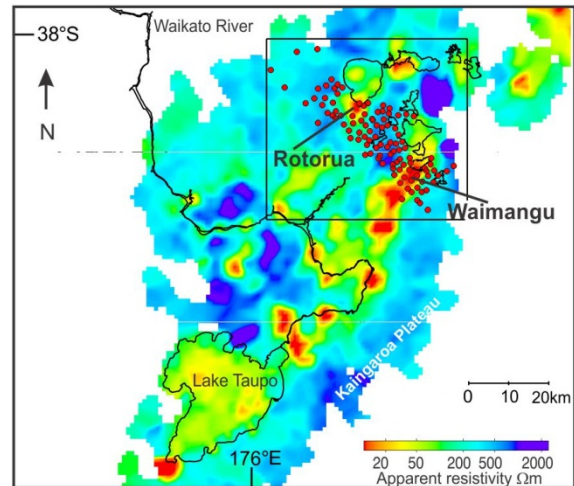 38°S
Waikato River
N
Rotorua
Waimangu
Kaingaroa Plateau
Lake Taupo
0 10 20km
176°E
20 50 200 500 2000
Apparent resistivity Ωm